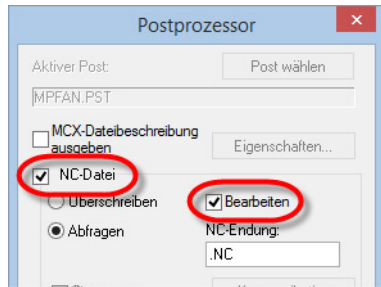 Postprozessor
Aktiver Post:
Post wählen
MPFAN.PST
MCX-Dateibeschreibung
ausgeben
Eigenschaften...
NC-Datei
Überschreiben
Bearbeiten
Abfragen
NC-Endung:
.NC